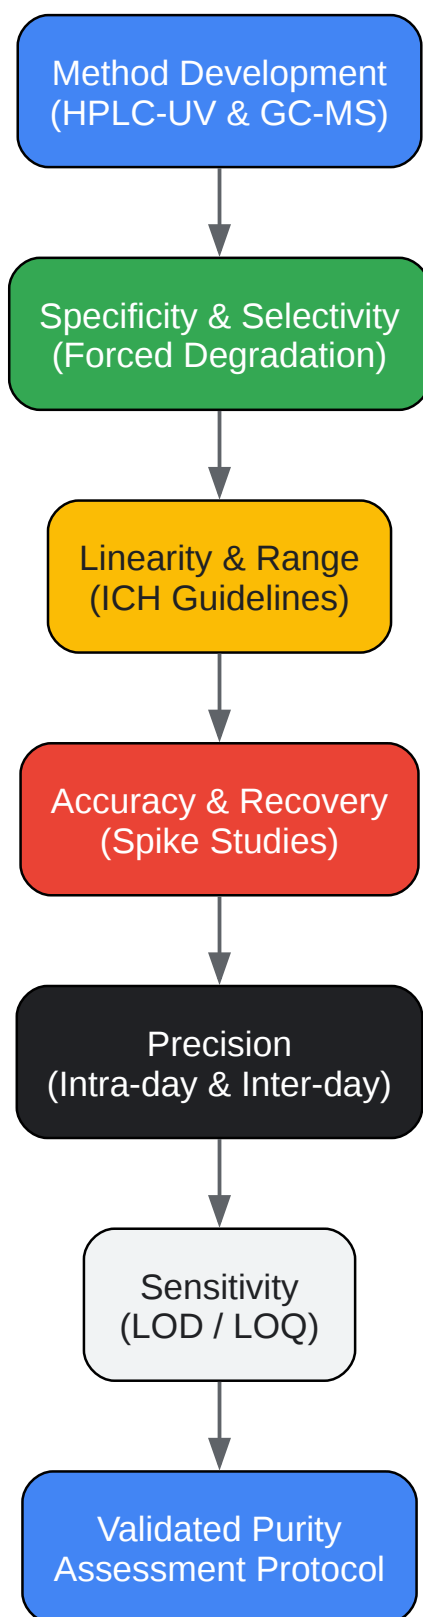 Method Development
(HPLC-UV & GC-MS)
Specificity & Selectivity
(Forced Degradation)
Linearity & Range
(ICH Guidelines)
Accuracy & Recovery
(Spike Studies)
Precision
(Intra-day & Inter-day)
Sensitivity
(LOD / LOQ)
Validated Purity
Assessment Protocol